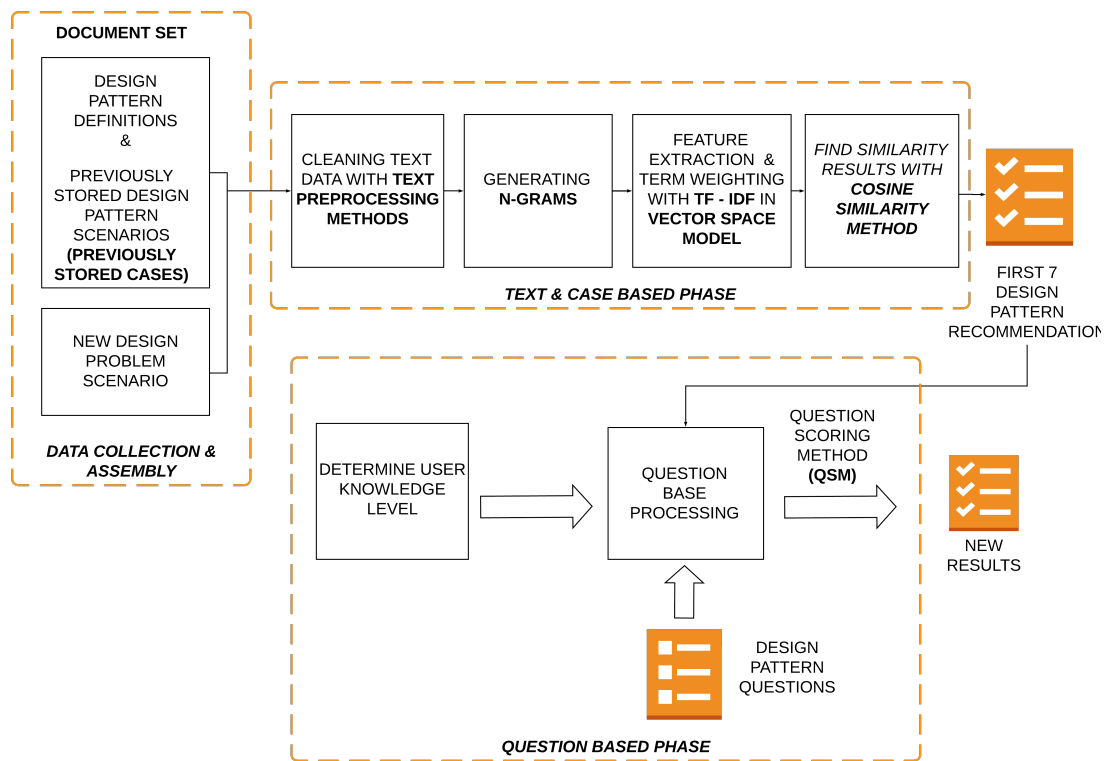 DOCUMENT SET
DESIGN
PATTERN
DEFINITIONS
&
PREVIOUSLY
STORED DESIGN
PATTERN
SCENARIOS
(PREVIOUSLY
STORED CASES)
NEW DESIGN
PROBLEM
SCENARIO
DATA COLLECTION &
ASSEMBLY
CLEANING TEXT
DATA WITH TEXT
PREPROCESSING
METHODS
GENERATING
N-GRAMS
FEATURE
EXTRACTION &
TERM WEIGHTING
WITH TF - IDF IN
VECTOR SPACE
MODEL
FIND SIMILARITY
RESULTS WITH
COSINE
SIMILARITY
METHOD
TEXT & CASE BASED PHASE
FIRST 7
DESIGN
PATTERN
RECOMMENDATION
DETERMINE USER
KNOWLEDGE
LEVEL
QUESTION
BASE
PROCESSING
QUESTION
SCORING
METHOD
(QSM)
NEW
RESULTS
DESIGN
PATTERN
QUESTIONS
QUESTION BASED PHASE